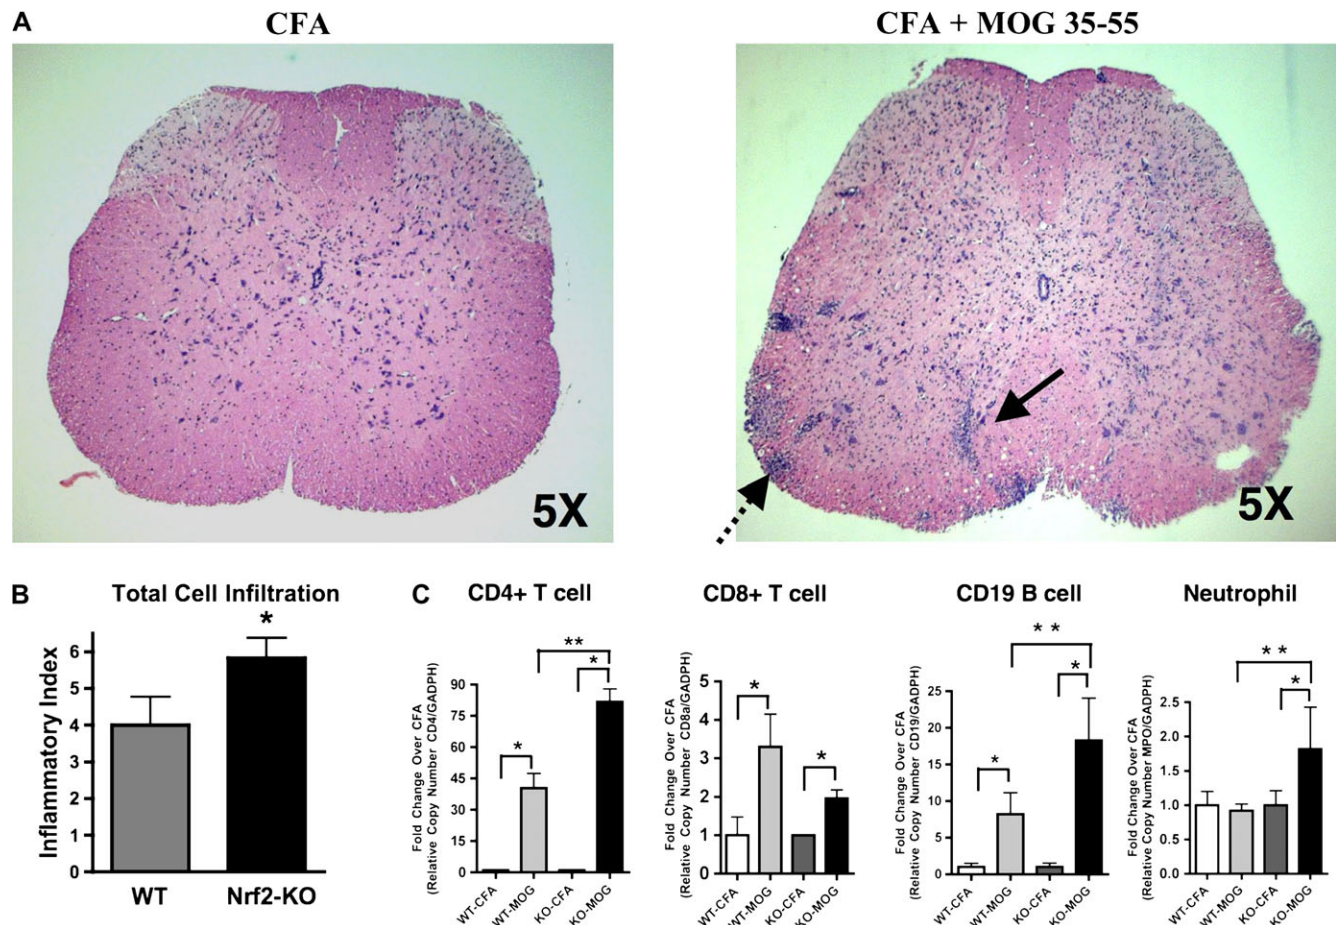 A
CFA
CFA + MOG 35-55
5X
5X
B
Total Cell Infiltration
*
Inflammatory Index
6
5
4
3
2
1
0
WT
Nrf2-KO
C
CD4+ T cell
**
*
*
Fold Change Over CFA
(Relative Copy Number CD4/GADPH)
90
75
60
45
30
15
0
WT-CFA
WT-MOG
KO-CFA
KO-MOG
CD8+ T cell
*
*
Fold Change Over CFA
(Relative Copy Number CD8a/GADPH)
5
4
3
2
1
0
WT-CFA
WT-MOG
KO-CFA
KO-MOG
CD19 B cell
* *
*
*
Fold Change Over CFA
(Relative Copy Number CD19/GADPH)
25
20
15
10
5
0
WT-CFA
WT-MOG
KO-CFA
KO-MOG
Neutrophil
* *
*
Fold Change Over CFA
(Relative Copy Number MPO/GADPH)
2.5
2.0
1.5
1.0
0.5
0.0
WT-CFA
WT-MOG
KO-CFA
KO-MOG